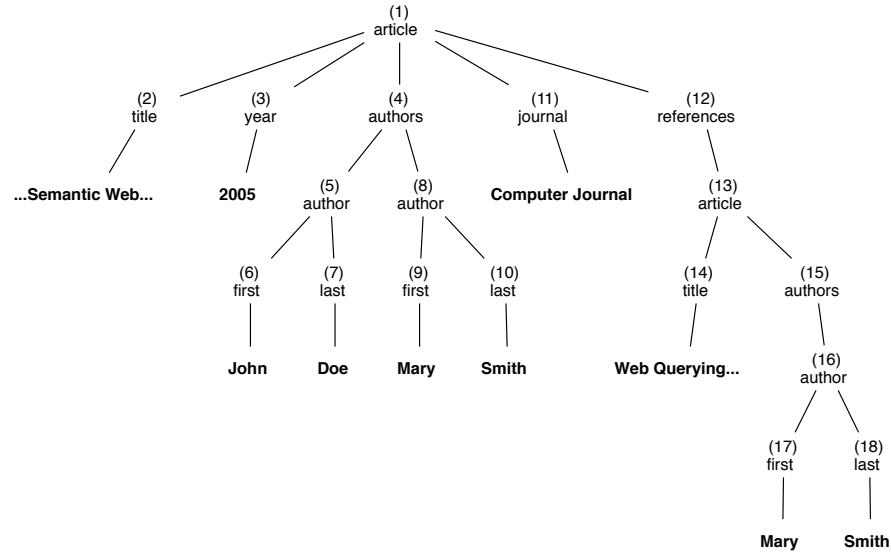 (1)
article
(2)
title
(3)
year
(4)
authors
(11)
journal
(12)
references
...Semantic Web...
2005
(5)
author
(8)
author
Computer Journal
(13)
article
(6)
first
(7)
last
(9)
first
(10)
last
(14)
title
(15)
authors
John
Doe
Mary
Smith
Web Querying...
(16)
author
(17)
first
(18)
last
Mary
Smith